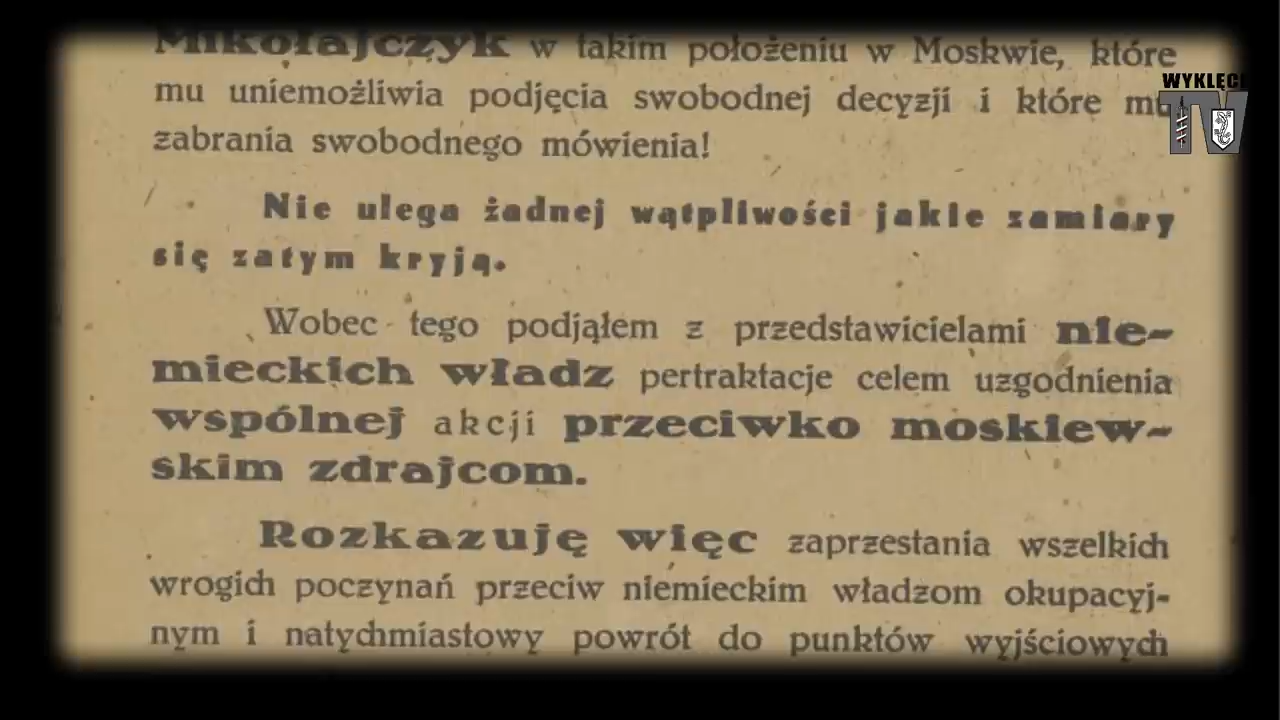 Mikołajczyk w takim położeniu w Moskwie, które
mu uniemożliwia podjęcia swobodnej decyzji i które mu
zabrania swobodnego mówienia!
Nie ulega żadnej wątpliwości jakie zamiary
się zatym kryją.
Wobec tego podjąłem z przedstawicielami nie-
mieckich władz pertraktacje celem uzgodnienia
wspólnej akcji przeciwko moskiew-
skim zdrajcom.
Rozkazuję więc zaprzestania wszelkich
wrogich poczynań przeciw niemieckim władzom okupacyj-
nym i natychmiastowy powrót do punktów wyjściowych
WYKLĘCI
TV